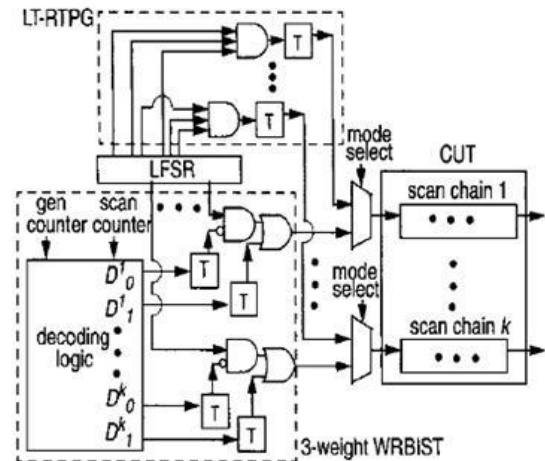 LT-RTPG
T
T
LFSR
mode
select
CUT
scan chain 1
gen
counter
scan
counter
D¹₀
T
D¹₁
T
decoding
logic
mode
select
scan chain k
Dᵏ₀
T
Dᵏ₁
T
3-weight WRBIST